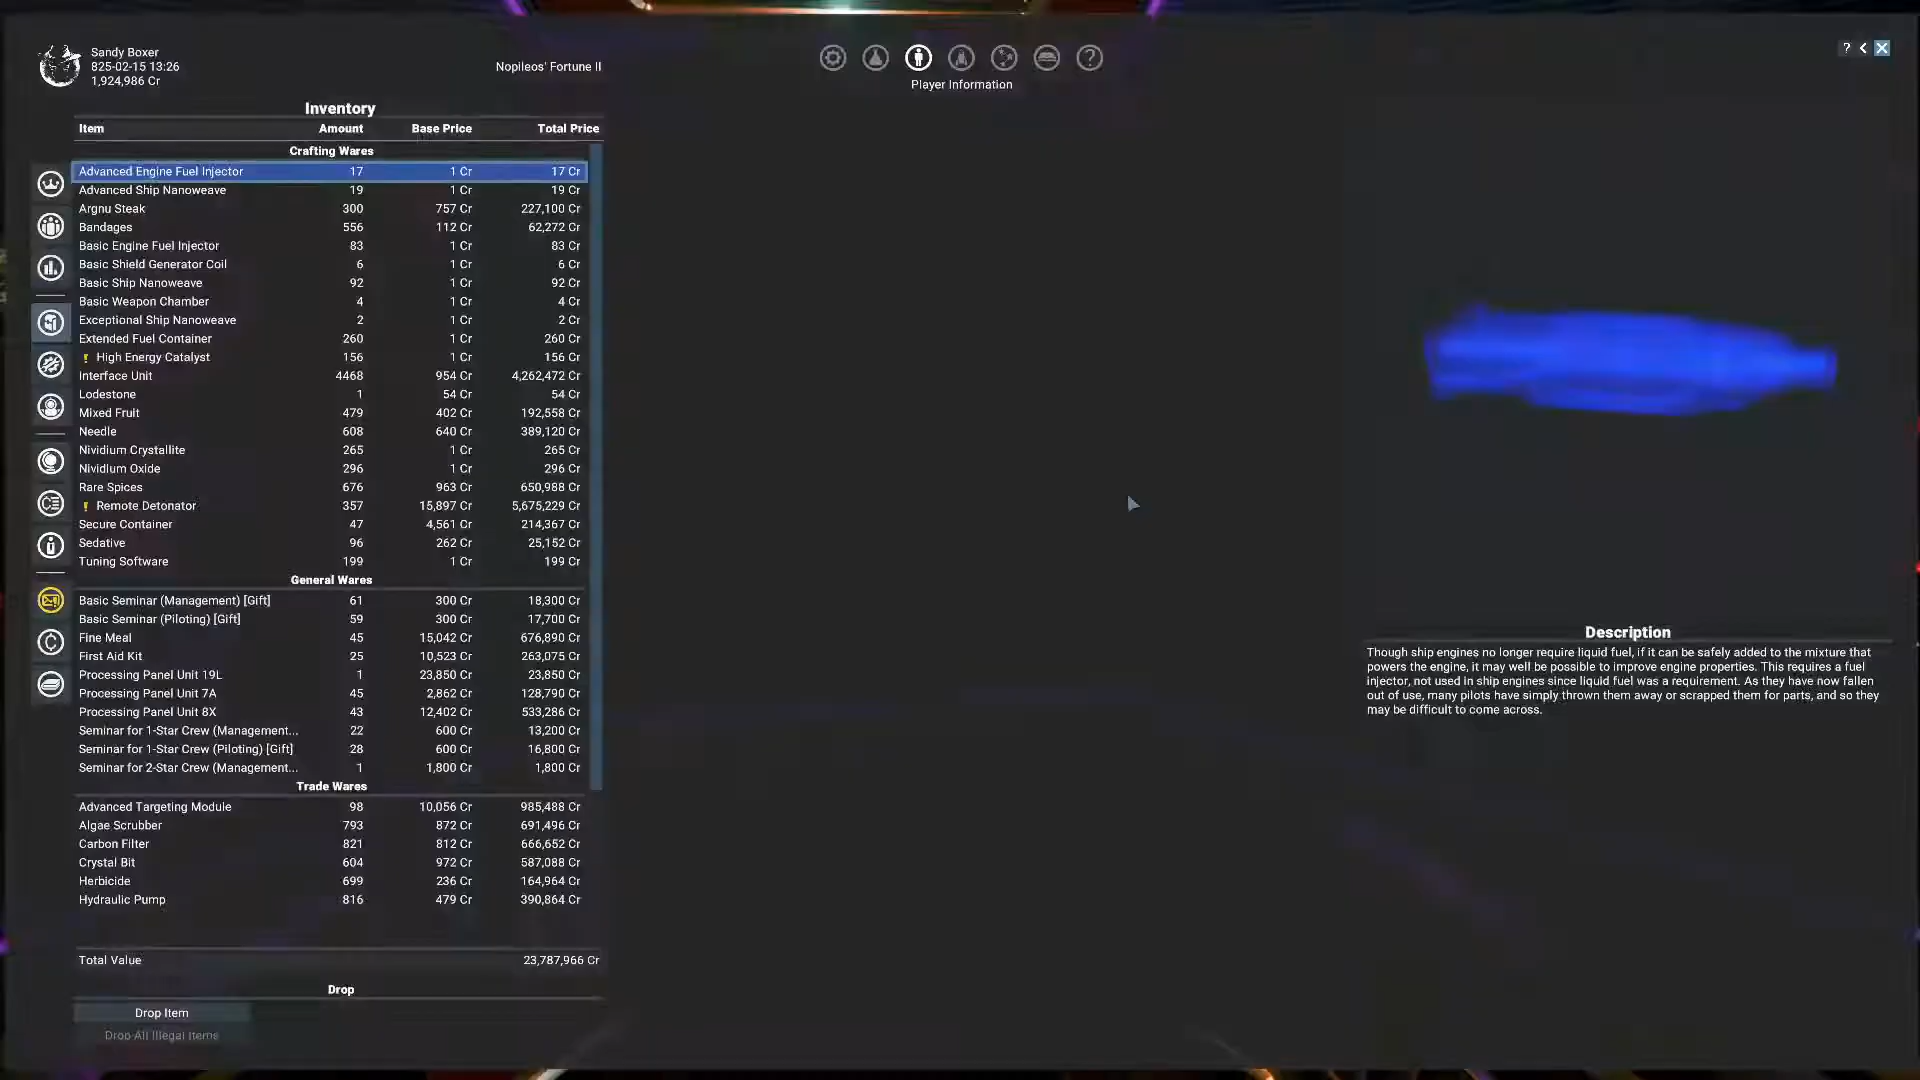 Sandy Boxer
825-02-15 13:26
1,924,986 Cr
Nopileos' Fortune II
Player Information
? <
Inventory
Item Amount Base Price Total Price
Crafting Wares
Advanced Engine Fuel Injector 17 1 Cr 17 Cr
Advanced Ship Nanoweave 19 1 Cr 19 Cr
Argnu Steak 300 757 Cr 227,100 Cr
Bandages 556 112 Cr 62,272 Cr
Basic Engine Fuel Injector 83 1 Cr 83 Cr
Basic Shield Generator Coil 6 1 Cr 6 Cr
Basic Ship Nanoweave 92 1 Cr 92 Cr
Basic Weapon Chamber 4 1 Cr 4 Cr
Exceptional Ship Nanoweave 2 1 Cr 2 Cr
Extended Fuel Container 260 1 Cr 260 Cr
! High Energy Catalyst 156 1 Cr 156 Cr
Interface Unit 4468 954 Cr 4,262,472 Cr
Lodestone 1 54 Cr 54 Cr
Mixed Fruit 479 402 Cr 192,558 Cr
Needle 608 640 Cr 389,120 Cr
Nividium Crystallite 265 1 Cr 265 Cr
Nividium Oxide 296 1 Cr 296 Cr
Rare Spices 676 963 Cr 650,988 Cr
! Remote Detonator 357 15,897 Cr 5,675,229 Cr
Secure Container 47 4,561 Cr 214,367 Cr
Sedative 96 262 Cr 25,152 Cr
Tuning Software 199 1 Cr 199 Cr
General Wares
Basic Seminar (Management) [Gift] 61 300 Cr 18,300 Cr
Basic Seminar (Piloting) [Gift] 59 300 Cr 17,700 Cr
Fine Meal 45 15,042 Cr 676,890 Cr
First Aid Kit 25 10,523 Cr 263,075 Cr
Processing Panel Unit 19L 1 23,850 Cr 23,850 Cr
Processing Panel Unit 7A 45 2,862 Cr 128,790 Cr
Processing Panel Unit 8X 43 12,402 Cr 533,286 Cr
Seminar for 1-Star Crew (Management... 22 600 Cr 13,200 Cr
Seminar for 1-Star Crew (Piloting) [Gift] 28 600 Cr 16,800 Cr
Seminar for 2-Star Crew (Management... 1 1,800 Cr 1,800 Cr
Trade Wares
Advanced Targeting Module 98 10,056 Cr 985,488 Cr
Algae Scrubber 793 872 Cr 691,496 Cr
Carbon Filter 821 812 Cr 666,652 Cr
Crystal Bit 604 972 Cr 587,088 Cr
Herbicide 699 236 Cr 164,964 Cr
Hydraulic Pump 816 479 Cr 390,864 Cr
Total Value 23,787,966 Cr
Drop
Drop Item
Drop All Illegal Items
Description
Though ship engines no longer require liquid fuel, if it can be safely added to the mixture that
powers the engine, it may well be possible to improve engine properties. This requires a fuel
injector, not used in ship engines since liquid fuel was a requirement. As they have now fallen
out of use, many pilots have simply thrown them away or scrapped them for parts, and so they
may be difficult to come across.